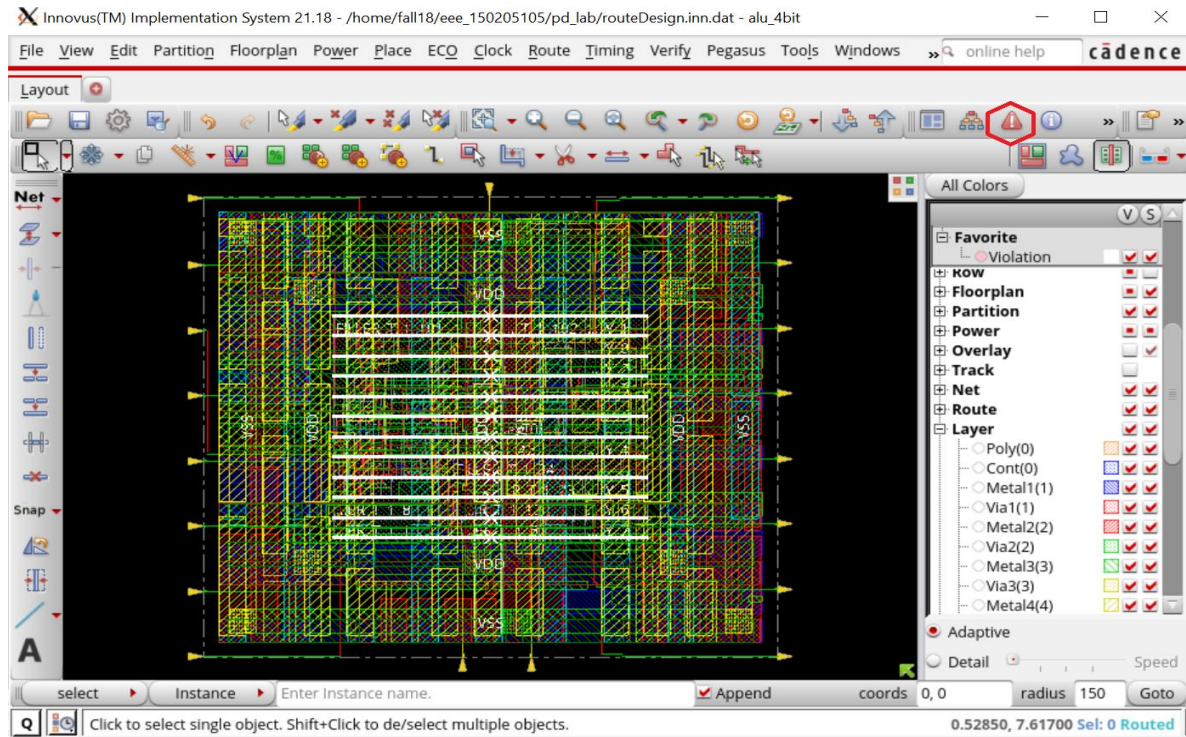 Innovus(TM) Implementation System 21.18 - /home/fall18/eee_150205105/pd_lab/routeDesign.inn.dat - alu_4bit
File View Edit Partition Floorplan Power Place ECO Clock Route Timing Verify Pegasus Tools Windows » online help cādence
Layout
» »
Net
All Colors
V S
Favorite
Violation
Row
Floorplan
Partition
Power
Overlay
Track
Net
Route
Layer
Poly(0)
Cont(0)
Metal1(1)
Via1(1)
Metal2(2)
Via2(2)
Metal3(3)
Via3(3)
Metal4(4)
VSS
VDD
VSS
VDD
VDD
VSS
VDD
VSS
Snap
A
Adaptive
Detail Speed
select Instance Enter Instance name. Append coords 0, 0 radius 150 Goto
Q Click to select single object. Shift+Click to de/select multiple objects. 0.52850, 7.61700 Sel: 0 Routed